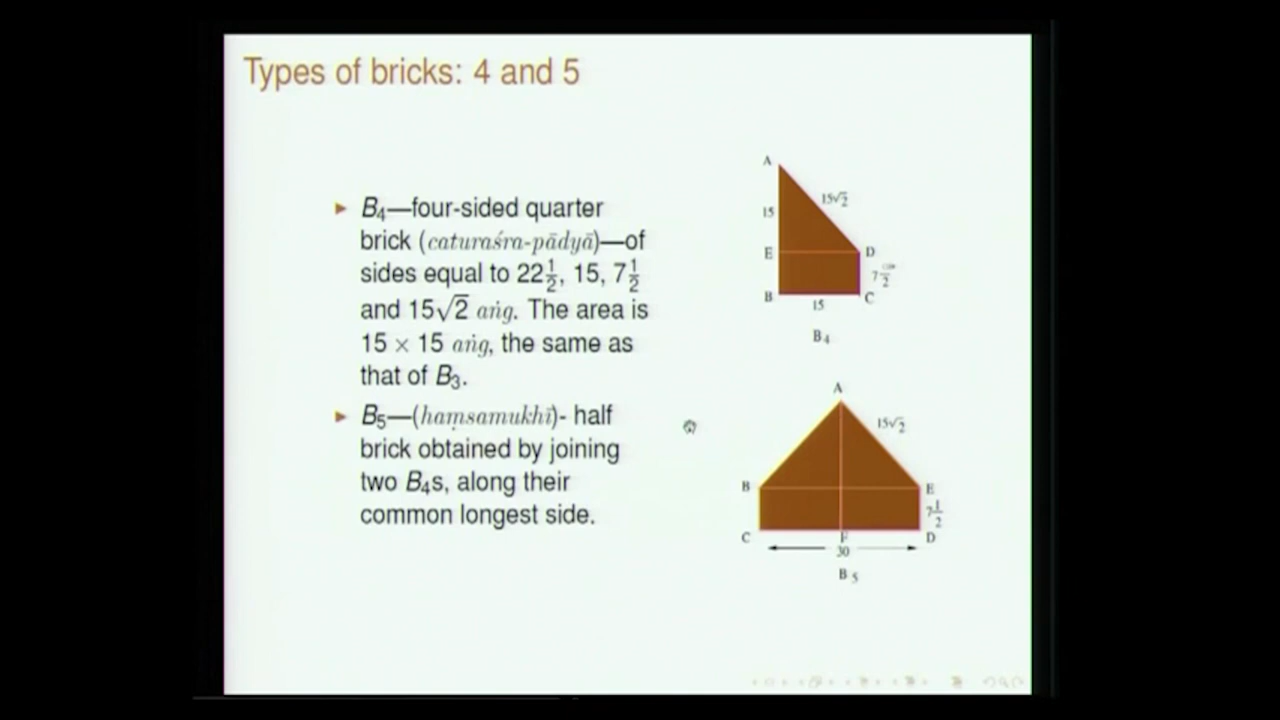 Types of bricks: 4 and 5
B₄—four-sided quarter
brick (caturaśra-pādyā)—of
sides equal to 22½, 15, 7½
and 15√2 aṅg. The area is
15 × 15 aṅg, the same as
that of B₃.
B₅—(haṃsamukhī)- half
brick obtained by joining
two B₄s, along their
common longest side.
A
15
15√2
E
D
7½
B
15
C
B₄
A
15√2
B
E
7½
C
F
D
30
B₅